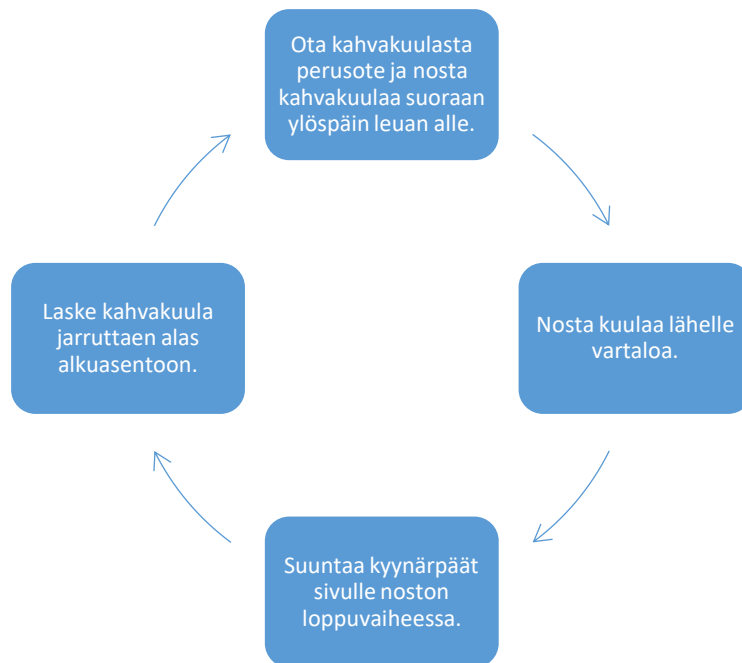 Ota kahvakuulasta
perusote ja nosta
kahvakuulaa suoraan
ylöspäin leuan alle.
Nosta kuulaa lähelle
vartaloa.
Suuntaa kyynärpäät
sivulle noston
loppuvaiheessa.
Laske kahvakuula
jarruttaen alas
alkuasentoon.